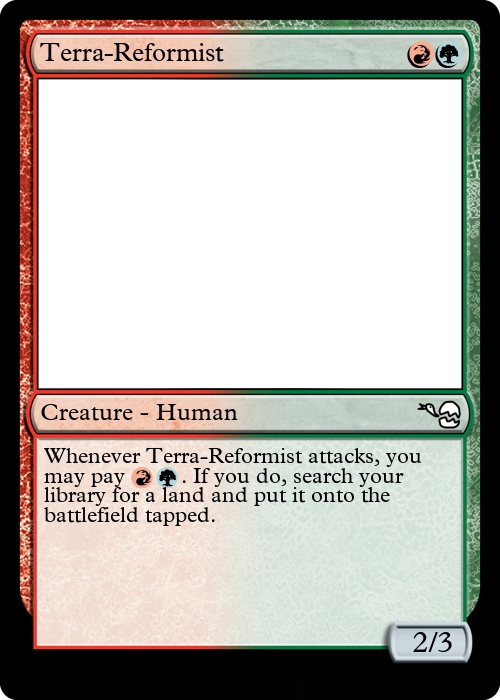 Terra-Reformist
Creature - Human
Whenever Terra-Reformist attacks, you
may pay . If you do, search your
library for a land and put it onto the
battlefield tapped.
2/3